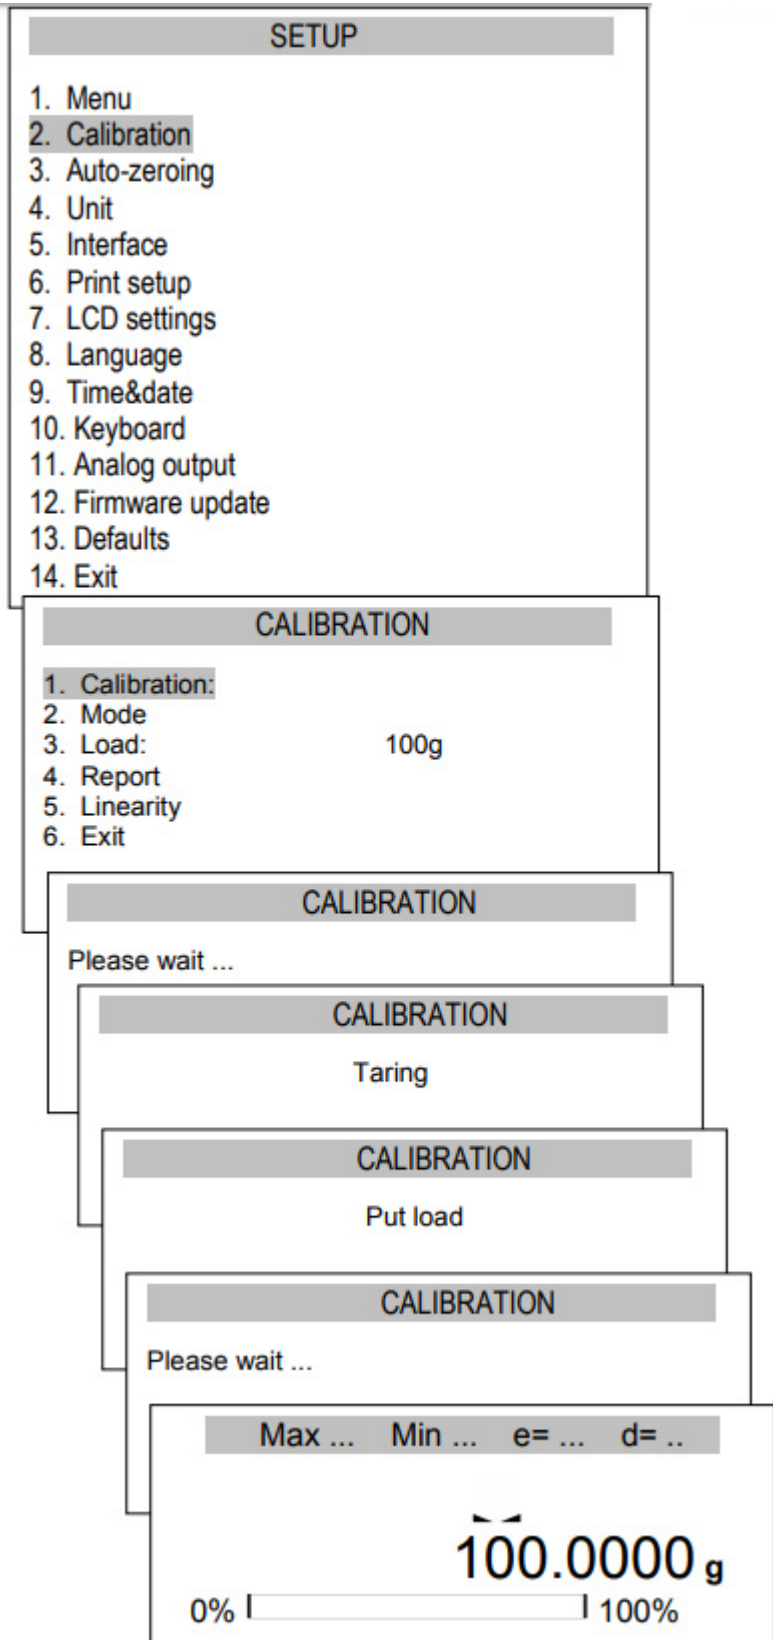 SETUP
1. Menu
2. Calibration
3. Auto-zeroing
4. Unit
5. Interface
6. Print setup
7. LCD settings
8. Language
9. Time&date
10. Keyboard
11. Analog output
12. Firmware update
13. Defaults
14. Exit
CALIBRATION
1. Calibration:
2. Mode
3. Load: 100g
4. Report
5. Linearity
6. Exit
CALIBRATION
Please wait ...
CALIBRATION
Taring
CALIBRATION
Put load
CALIBRATION
Please wait ...
Max ... Min ... e= ... d= ..
100.0000 g
0% 100%